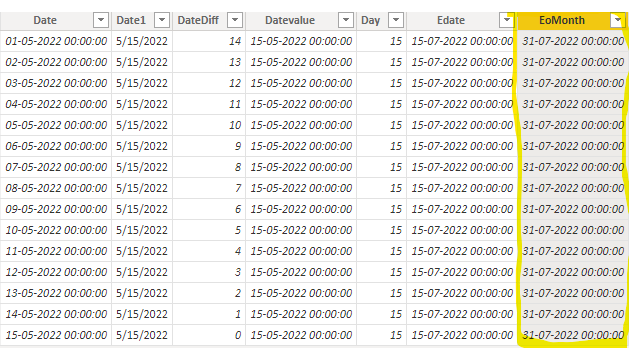 Date Date1 DateDiff Datevalue Day Edate EoMonth
01-05-2022 00:00:00 5/15/2022 14 15-05-2022 00:00:00 15 15-07-2022 00:00:00 31-07-2022 00:00:00
02-05-2022 00:00:00 5/15/2022 13 15-05-2022 00:00:00 15 15-07-2022 00:00:00 31-07-2022 00:00:00
03-05-2022 00:00:00 5/15/2022 12 15-05-2022 00:00:00 15 15-07-2022 00:00:00 31-07-2022 00:00:00
04-05-2022 00:00:00 5/15/2022 11 15-05-2022 00:00:00 15 15-07-2022 00:00:00 31-07-2022 00:00:00
05-05-2022 00:00:00 5/15/2022 10 15-05-2022 00:00:00 15 15-07-2022 00:00:00 31-07-2022 00:00:00
06-05-2022 00:00:00 5/15/2022 9 15-05-2022 00:00:00 15 15-07-2022 00:00:00 31-07-2022 00:00:00
07-05-2022 00:00:00 5/15/2022 8 15-05-2022 00:00:00 15 15-07-2022 00:00:00 31-07-2022 00:00:00
08-05-2022 00:00:00 5/15/2022 7 15-05-2022 00:00:00 15 15-07-2022 00:00:00 31-07-2022 00:00:00
09-05-2022 00:00:00 5/15/2022 6 15-05-2022 00:00:00 15 15-07-2022 00:00:00 31-07-2022 00:00:00
10-05-2022 00:00:00 5/15/2022 5 15-05-2022 00:00:00 15 15-07-2022 00:00:00 31-07-2022 00:00:00
11-05-2022 00:00:00 5/15/2022 4 15-05-2022 00:00:00 15 15-07-2022 00:00:00 31-07-2022 00:00:00
12-05-2022 00:00:00 5/15/2022 3 15-05-2022 00:00:00 15 15-07-2022 00:00:00 31-07-2022 00:00:00
13-05-2022 00:00:00 5/15/2022 2 15-05-2022 00:00:00 15 15-07-2022 00:00:00 31-07-2022 00:00:00
14-05-2022 00:00:00 5/15/2022 1 15-05-2022 00:00:00 15 15-07-2022 00:00:00 31-07-2022 00:00:00
15-05-2022 00:00:00 5/15/2022 0 15-05-2022 00:00:00 15 15-07-2022 00:00:00 31-07-2022 00:00:00